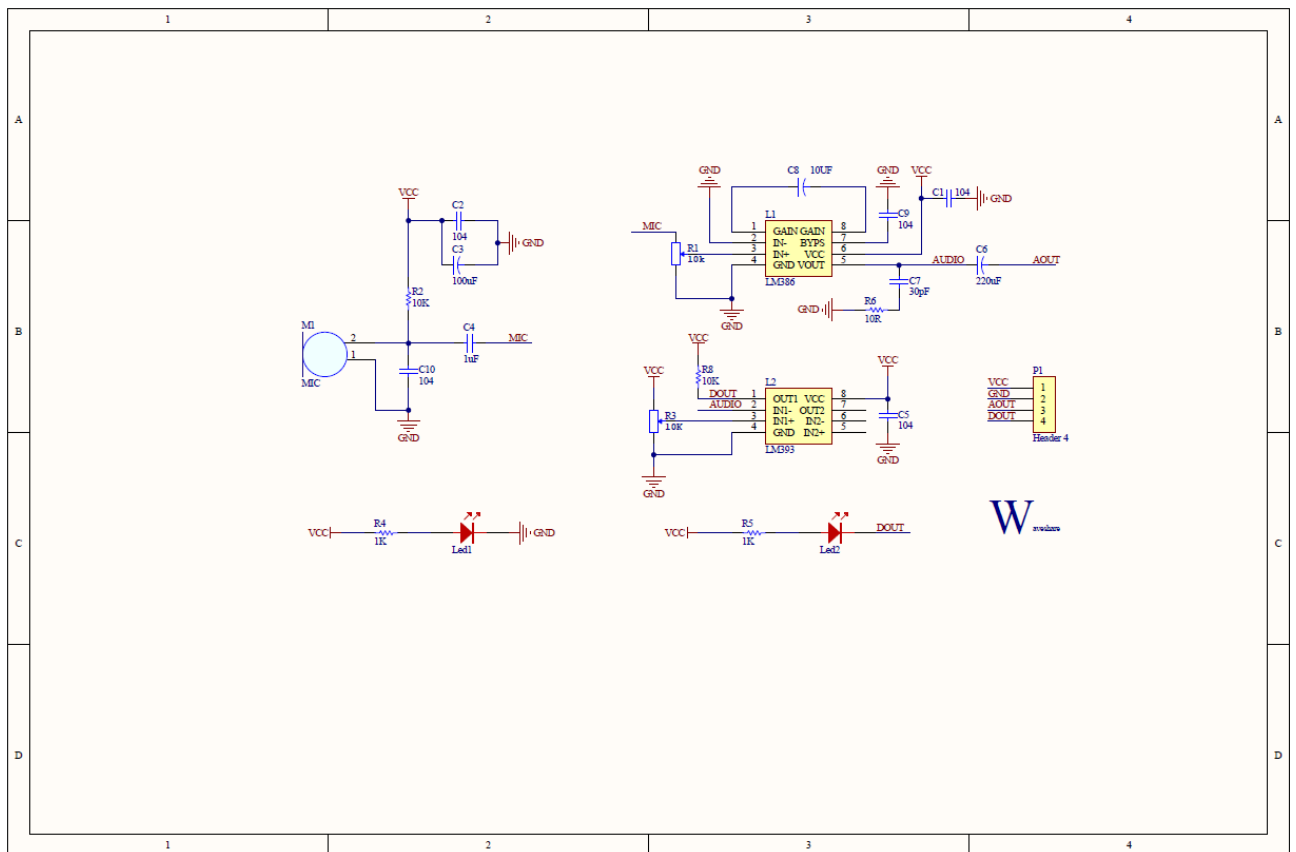 1 2 3 4
A A
VCC
C2
104
C3
100uF
GND
R2
10K
M1
2
1
MIC
C4
1uF
MIC
C10
104
GND
GND
C8 10UF
GND
VCC
C1 104
GND
C9
104
MIC
R1
10k
L1
1 GAIN GAIN 8
2 IN- BYPS 7
3 IN+ VCC 6
4 GND VOUT 5
LM386
AUDIO
C6
220uF
AOUT
C7
30pF
GND
R6
10R
GND
B B
VCC
R8
10K
VCC
R3
10K
DOUT
AUDIO
L2
1 OUT1 VCC 8
2 IN1- OUT2 7
3 IN1+ IN2- 6
4 GND IN2+ 5
LM393
VCC
C5
104
GND
GND
P1
VCC 1
GND 2
AOUT 3
DOUT 4
Header 4
Waveshare
C C
VCC
R4
1K
Led1
GND
VCC
R5
1K
Led2
DOUT
D D
1 2 3 4